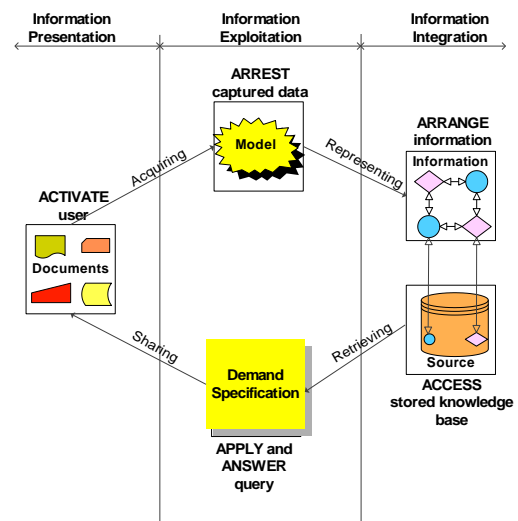 Information
Presentation
Information
Exploitation
Information
Integration
ARREST
captured data
Model
ARRANGE
information
Information
Acquiring
Representing
ACTIVATE
user
Documents
Sharing
Demand
Specification
Retrieving
Source
APPLY and
ANSWER
query
ACCESS
stored knowledge
base